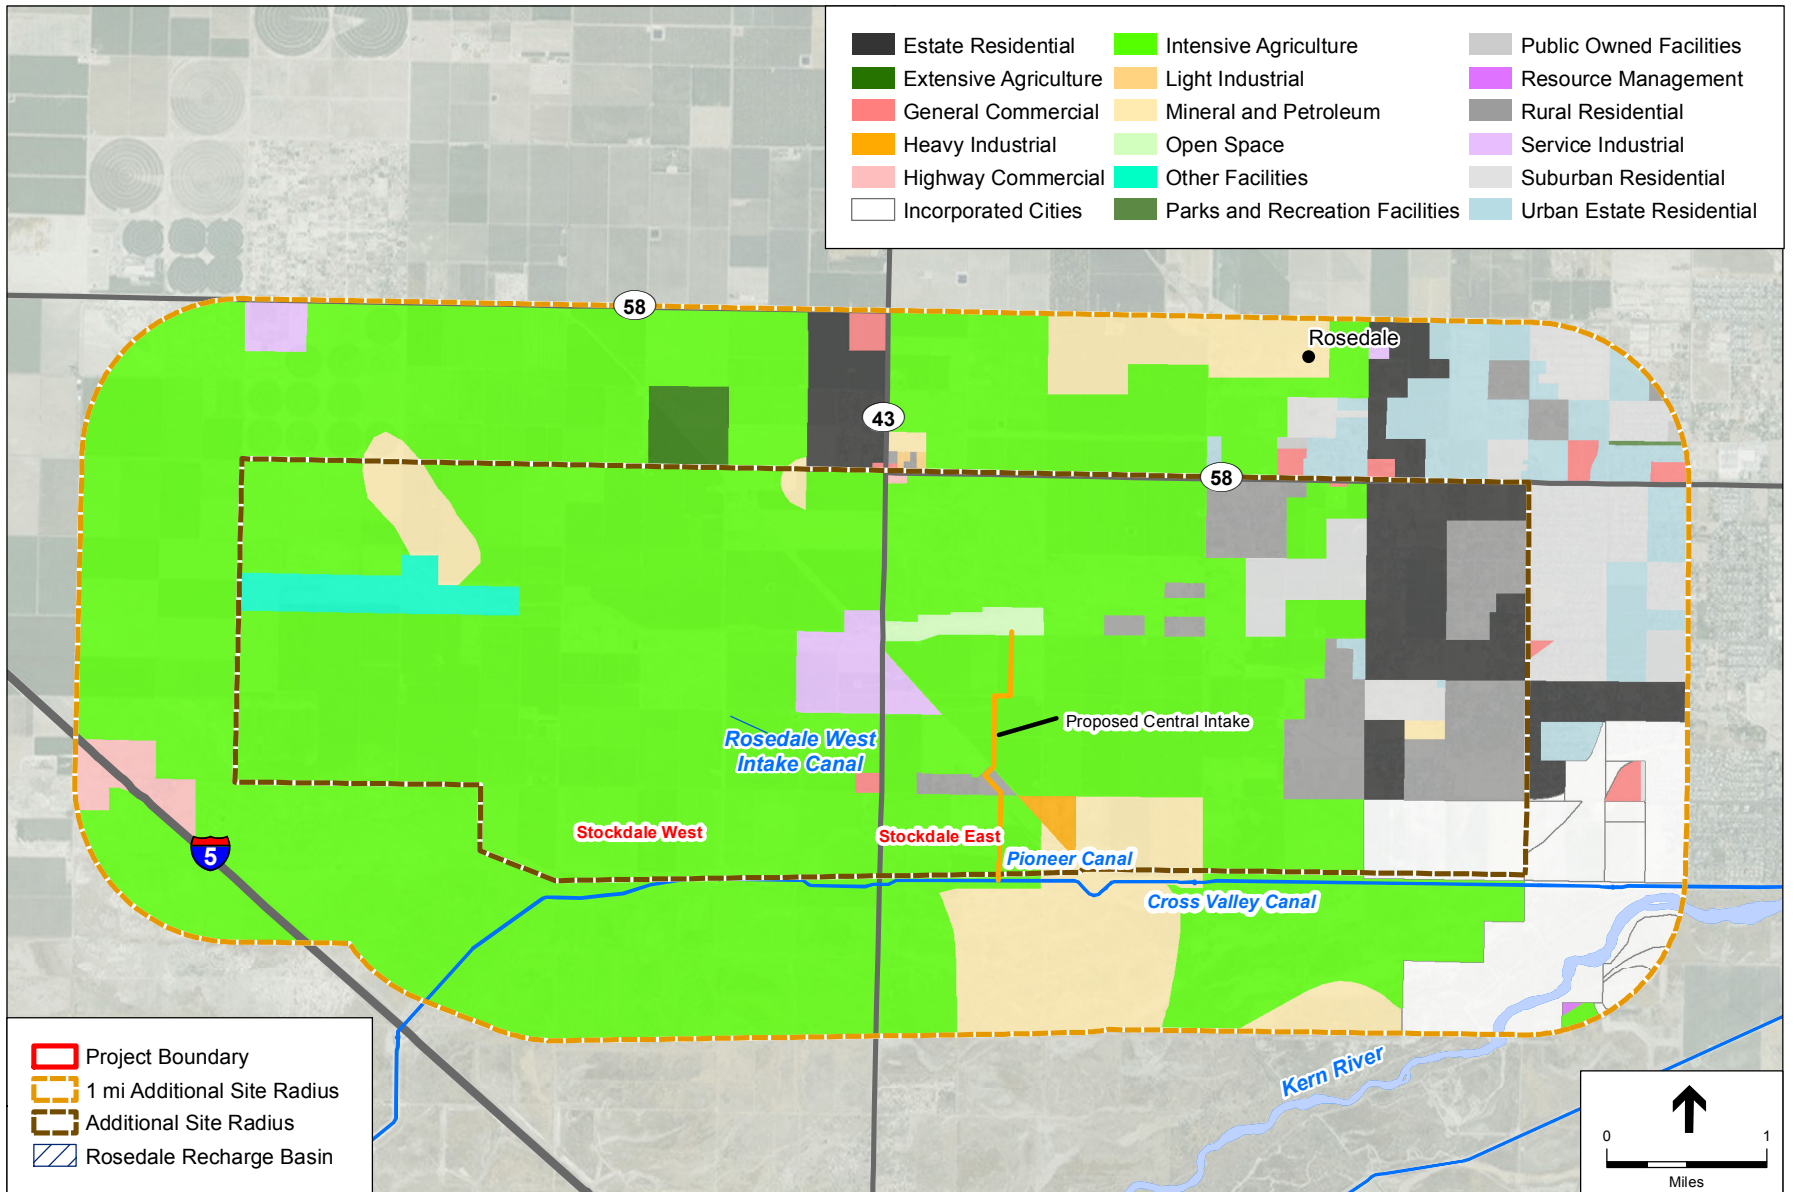 Estate Residential
Extensive Agriculture
General Commercial
Heavy Industrial
Highway Commercial
Incorporated Cities
Intensive Agriculture
Light Industrial
Mineral and Petroleum
Open Space
Other Facilities
Parks and Recreation Facilities
Public Owned Facilities
Resource Management
Rural Residential
Service Industrial
Suburban Residential
Urban Estate Residential
58
Rosedale
43
58
Proposed Central Intake
Rosedale West
Intake Canal
Stockdale West
Stockdale East
5
Pioneer Canal
Cross Valley Canal
Kern River
Project Boundary
1 mi Additional Site Radius
Additional Site Radius
Rosedale Recharge Basin
0 1
Miles